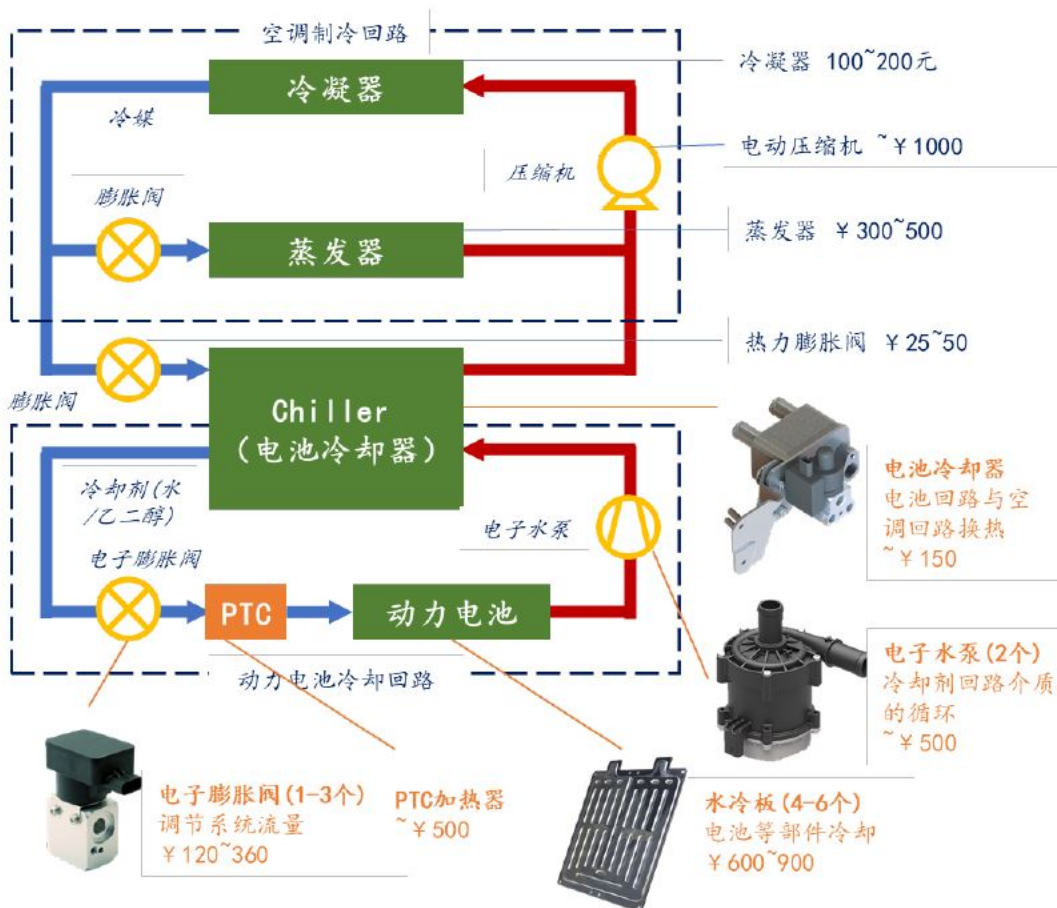 空调制冷回路
冷凝器
冷凝器 100~200元
冷媒
电动压缩机 ~¥1000
压缩机
膨胀阀
蒸发器
蒸发器 ¥300~500
热力膨胀阀 ¥25~50
膨胀阀
Chiller
(电池冷却器)
冷却剂(水
/乙二醇)
电子水泵
电池冷却器
电池回路与空
调回路换热
~¥150
电子膨胀阀
PTC
动力电池
动力电池冷却回路
电子水泵(2个)
冷却剂回路介质
的循环
~¥500
电子膨胀阀(1-3个)
调节系统流量
¥120~360
PTC加热器
~¥500
水冷板(4-6个)
电池等部件冷却
¥600~900